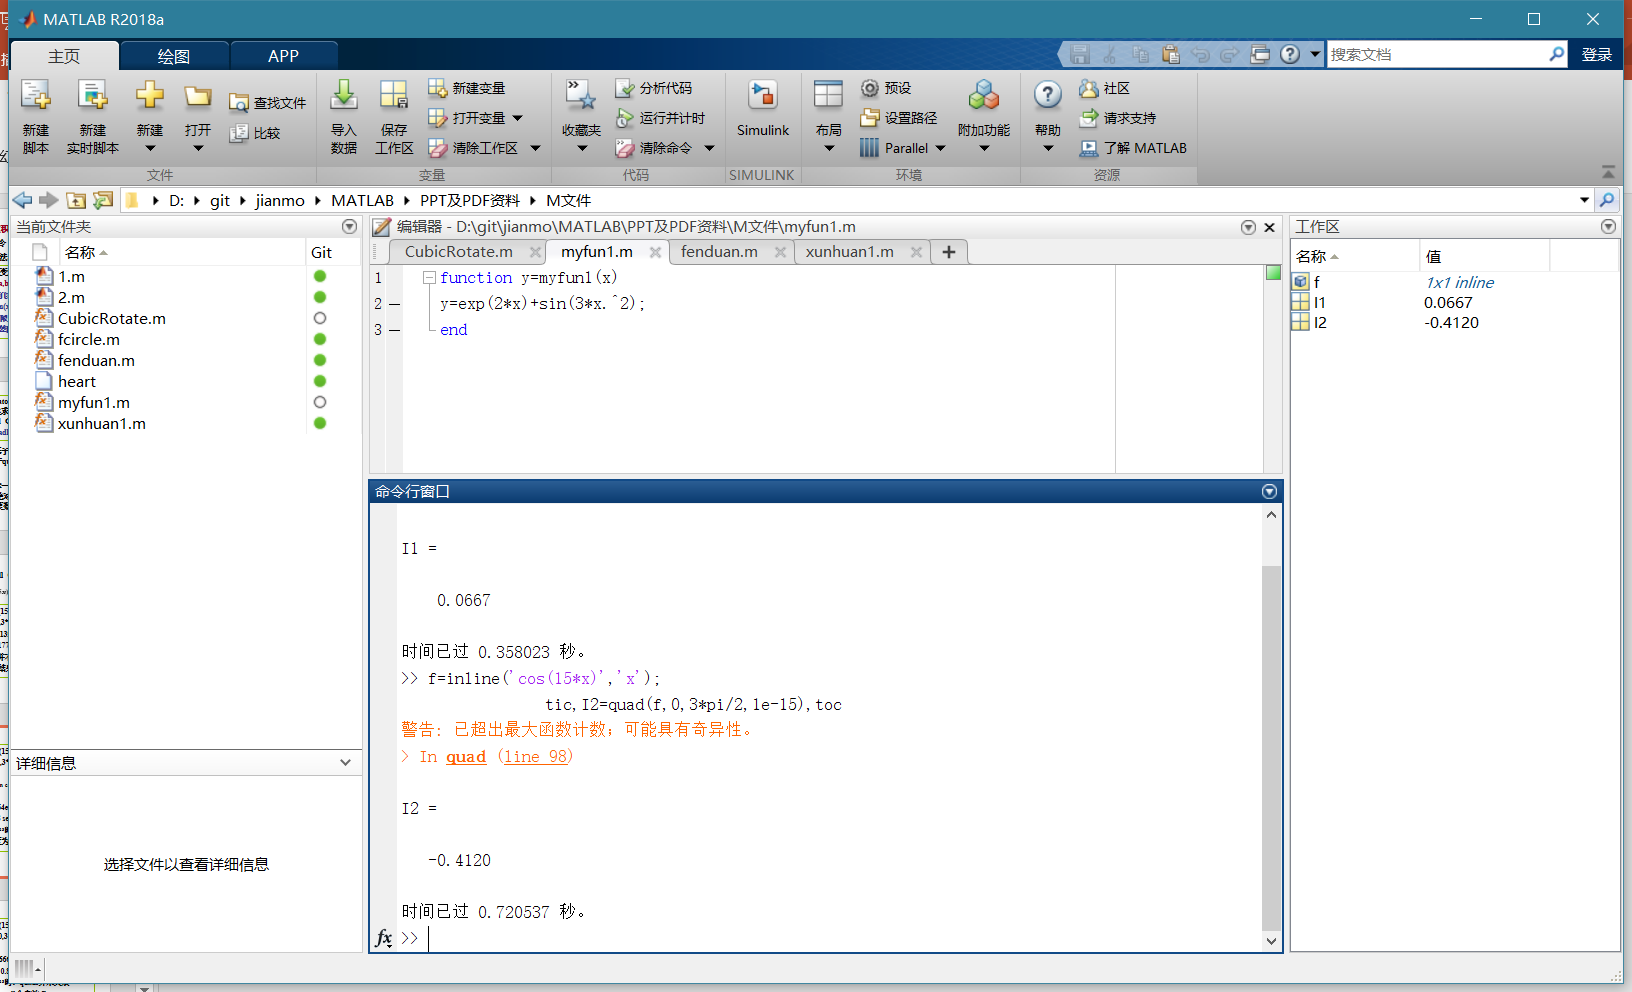 MATLAB R2018a
主页 绘图 APP
搜索文档 登录
新建脚本
新建实时脚本
新建
打开
查找文件
比较
文件
导入数据
保存工作区
新建变量
打开变量
清除工作区
变量
收藏夹
分析代码
运行并计时
清除命令
代码
Simulink
SIMULINK
布局
预设
设置路径
Parallel
附加功能
环境
帮助
社区
请求支持
了解 MATLAB
资源
D: git jianmo MATLAB PPT及PDF资料 M文件
当前文件夹
名称 Git
1.m
2.m
CubicRotate.m
fcircle.m
fenduan.m
heart
myfun1.m
xunhuan1.m
详细信息
选择文件以查看详细信息
编辑器 - D:\git\jianmo\MATLAB\PPT及PDF资料\M文件\myfun1.m
CubicRotate.m myfun1.m fenduan.m xunhuan1.m
1 function y=myfun1(x)
2 y=exp(2*x)+sin(3*x.^2);
3 end
命令行窗口
I1 =
0.0667
时间已过 0.358023 秒。
>> f=inline('cos(15*x)','x');
tic,I2=quad(f,0,3*pi/2,1e-15),toc
警告: 已超出最大函数计数；可能具有奇异性。
> In quad (line 98)
I2 =
-0.4120
时间已过 0.720537 秒。
fx >>
工作区
名称 值
f 1x1 inline
I1 0.0667
I2 -0.4120